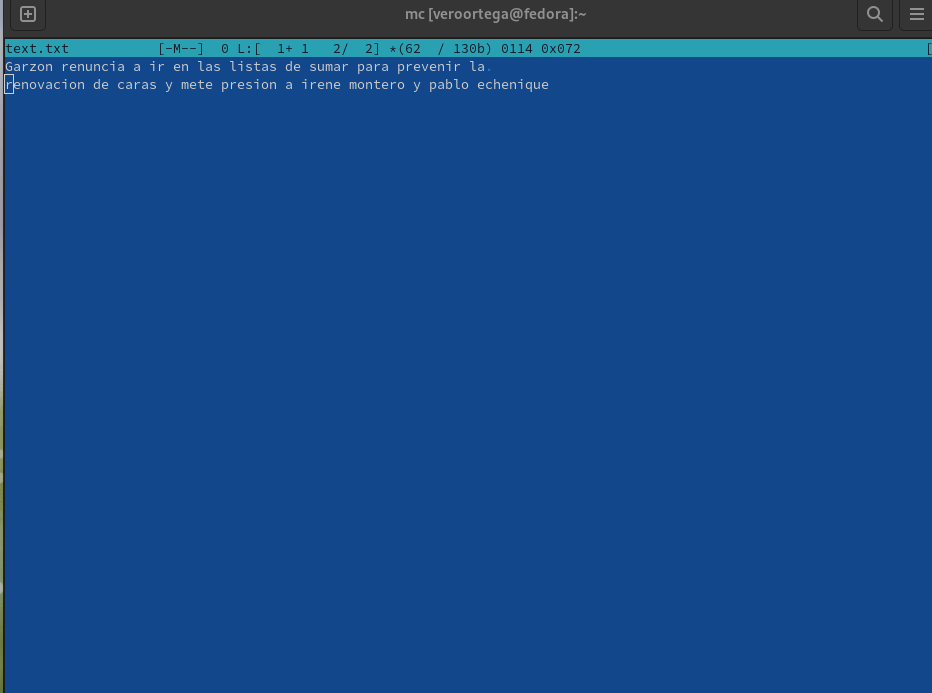 mc [veroortega@fedora]:~
text.txt [-M--] 0 L:[ 1+ 1 2/ 2] *(62 / 130b) 0114 0x072 [
Garzon renuncia a ir en las listas de sumar para prevenir la.
renovacion de caras y mete presion a irene montero y pablo echenique